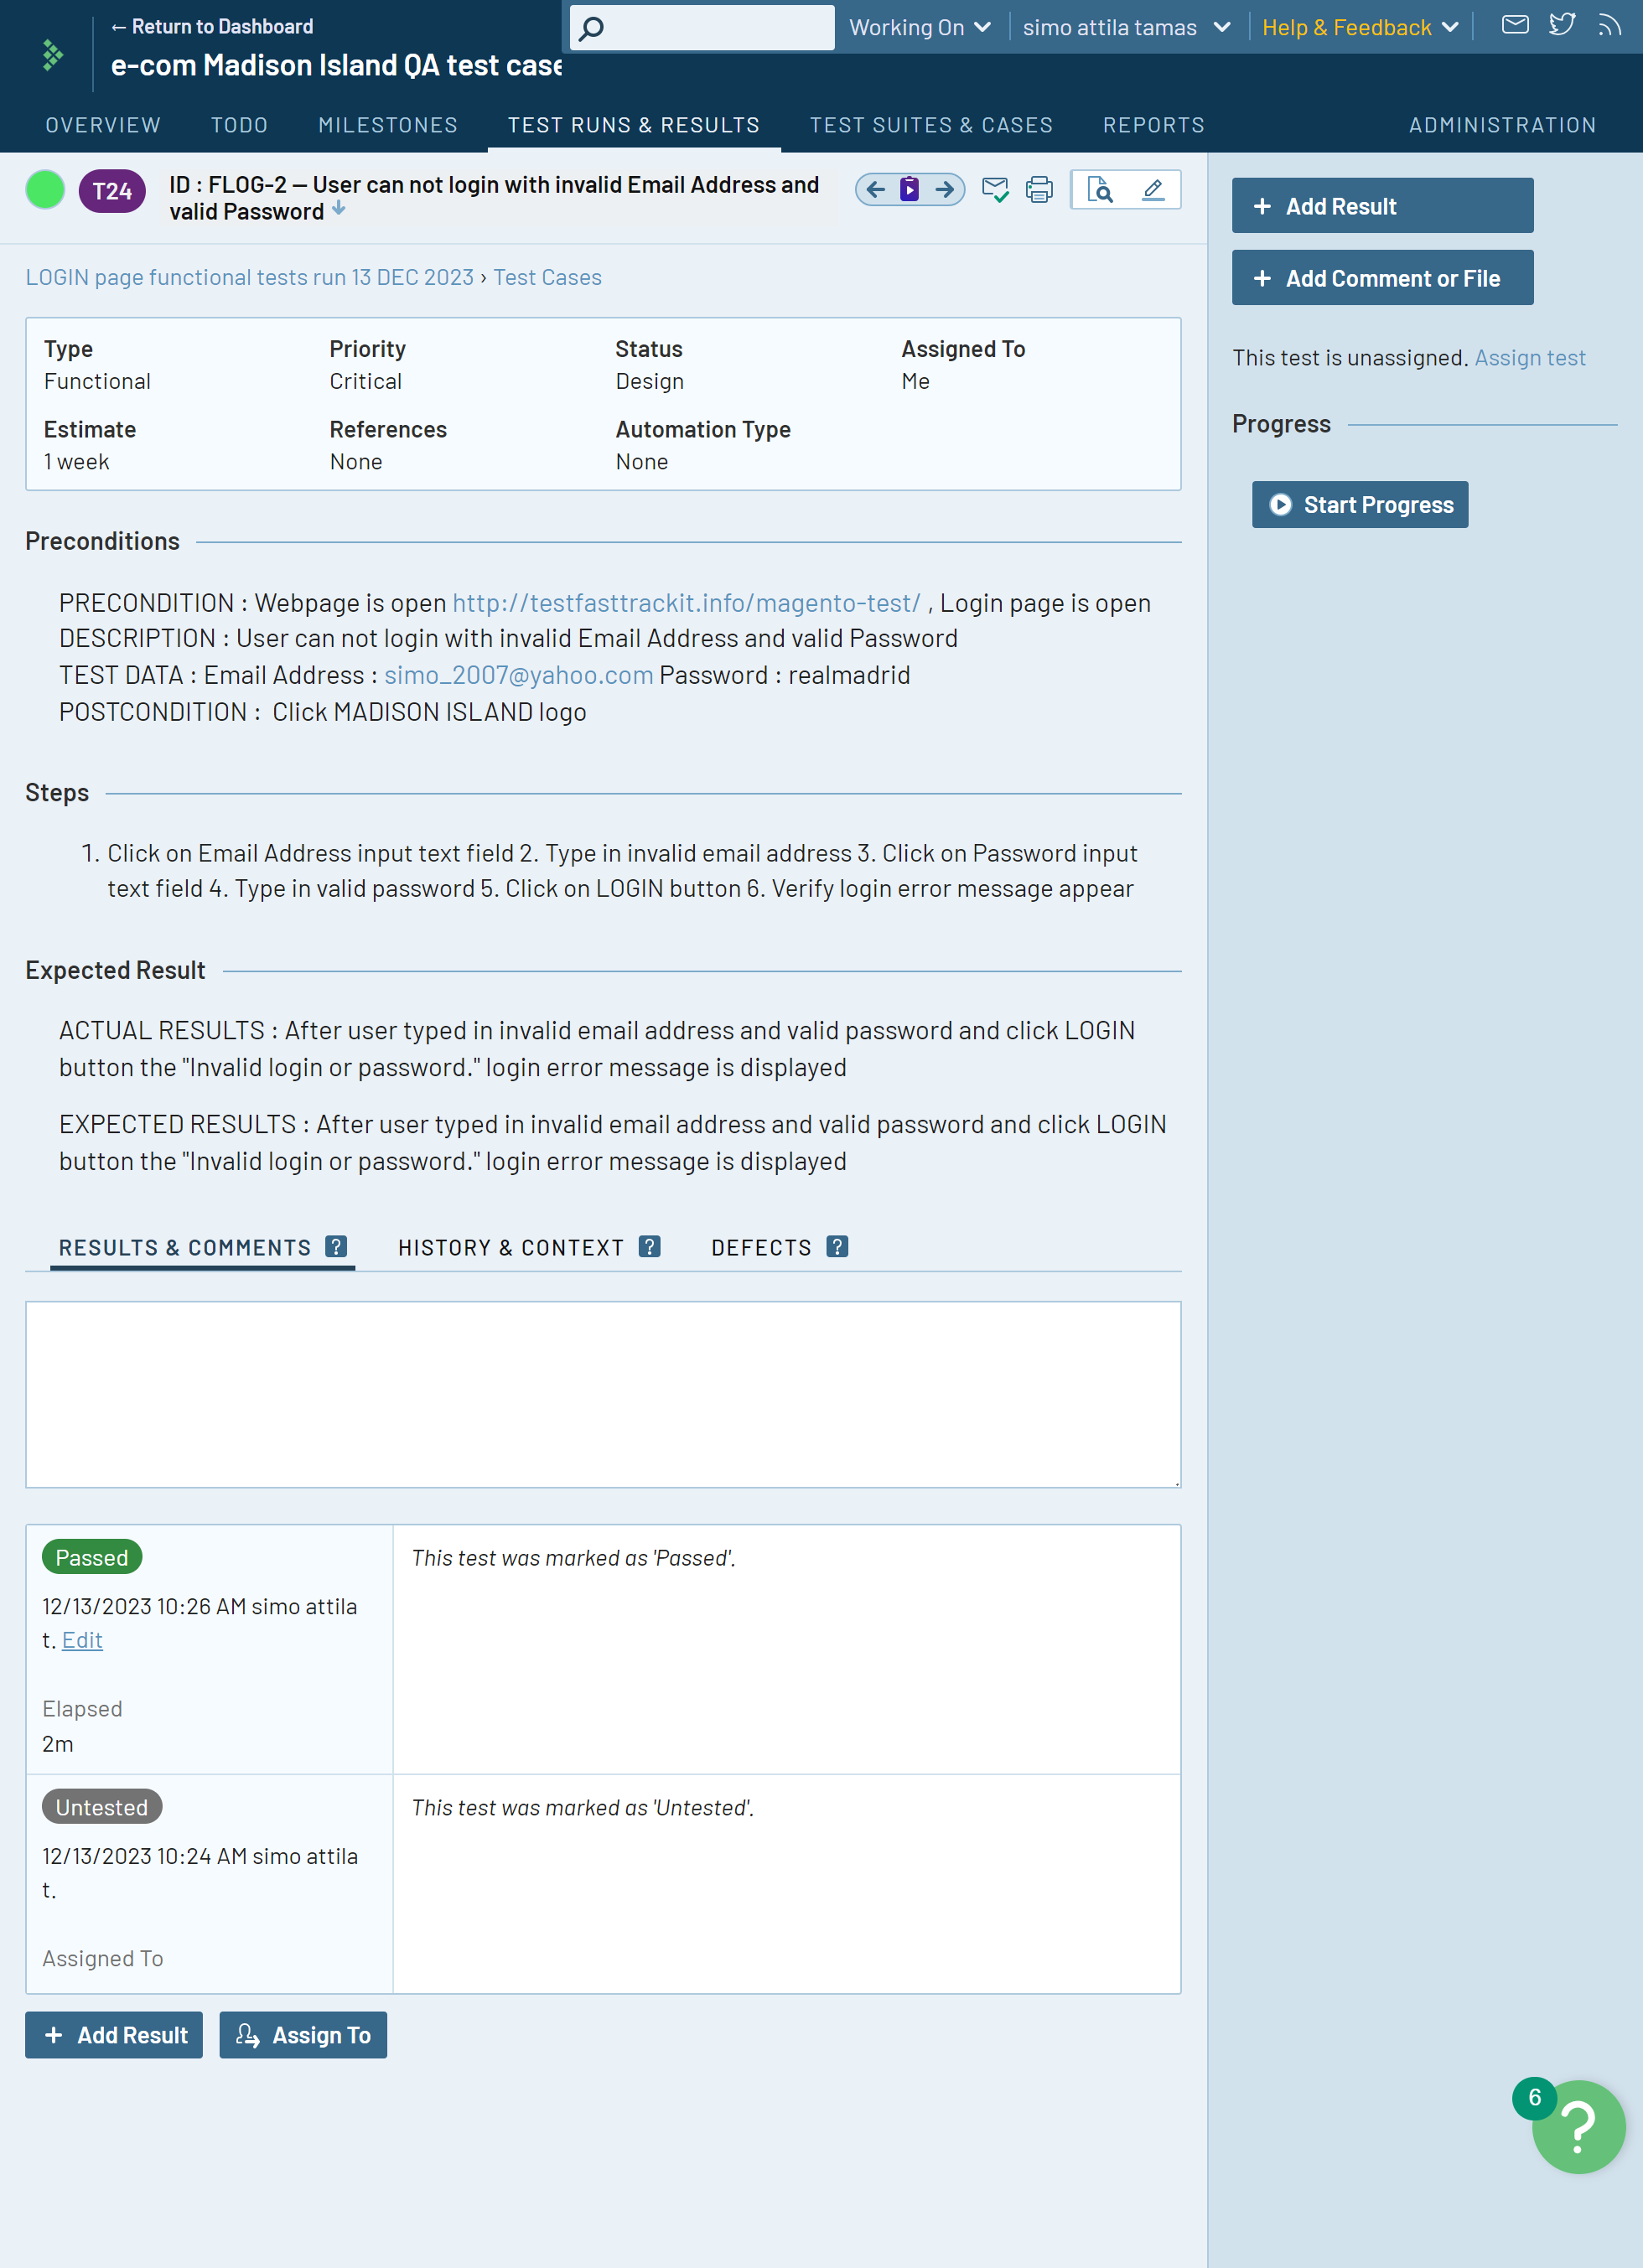 ← Return to Dashboard
e-com Madison Island QA test case
Working On
simo attila tamas
Help & Feedback
OVERVIEW
TODO
MILESTONES
TEST RUNS & RESULTS
TEST SUITES & CASES
REPORTS
ADMINISTRATION
T24
ID : FLOG-2 – User can not login with invalid Email Address and
valid Password
LOGIN page functional tests run 13 DEC 2023 › Test Cases
Type
Functional
Priority
Critical
Status
Design
Assigned To
Me
Estimate
1 week
References
None
Automation Type
None
Preconditions
PRECONDITION : Webpage is open http://testfasttrackit.info/magento-test/ , Login page is open
DESCRIPTION : User can not login with invalid Email Address and valid Password
TEST DATA : Email Address : simo_2007@yahoo.com Password : realmadrid
POSTCONDITION : Click MADISON ISLAND logo
Steps
1. Click on Email Address input text field 2. Type in invalid email address 3. Click on Password input
text field 4. Type in valid password 5. Click on LOGIN button 6. Verify login error message appear
Expected Result
ACTUAL RESULTS : After user typed in invalid email address and valid password and click LOGIN
button the "Invalid login or password." login error message is displayed
EXPECTED RESULTS : After user typed in invalid email address and valid password and click LOGIN
button the "Invalid login or password." login error message is displayed
RESULTS & COMMENTS ?
HISTORY & CONTEXT ?
DEFECTS ?
Passed
12/13/2023 10:26 AM simo attila
t. Edit
Elapsed
2m
This test was marked as 'Passed'.
Untested
12/13/2023 10:24 AM simo attila
t.
Assigned To
This test was marked as 'Untested'.
+ Add Result
Assign To
+ Add Result
+ Add Comment or File
This test is unassigned. Assign test
Progress
Start Progress
6
?